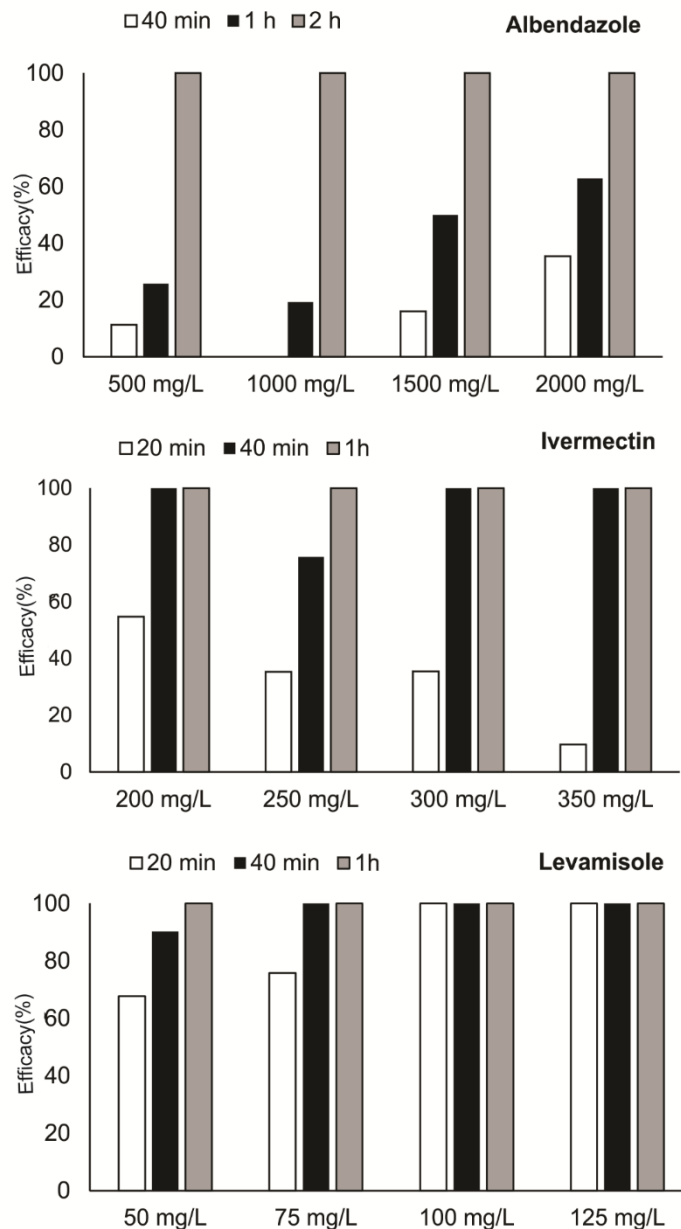 40 min 1 h 2 h
Albendazole
Efficacy(%)
100
80
60
40
20
0
500 mg/L 1000 mg/L 1500 mg/L 2000 mg/L
20 min 40 min 1h
Ivermectin
Efficacy(%)
100
80
60
40
20
0
200 mg/L 250 mg/L 300 mg/L 350 mg/L
20 min 40 min 1h
Levamisole
Efficacy(%)
100
80
60
40
20
0
50 mg/L 75 mg/L 100 mg/L 125 mg/L